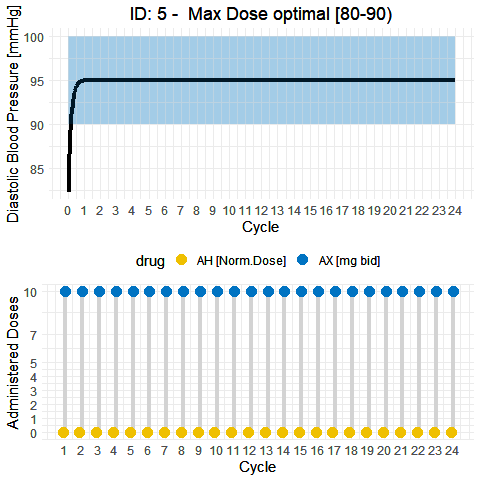 ID: 5 -  Max Dose optimal [80-90)
Diastolic Blood Pressure [mmHg]
100
95
90
85
0 1 2 3 4 5 6 7 8 9 10 11 12 13 14 15 16 17 18 19 20 21 22 23 24
Cycle
drug AH [Norm.Dose] AX [mg bid]
Administered Doses
10
7
5
4
3
2
1
0
1 2 3 4 5 6 7 8 9 10 11 12 13 14 15 16 17 18 19 20 21 22 23 24
Cycle